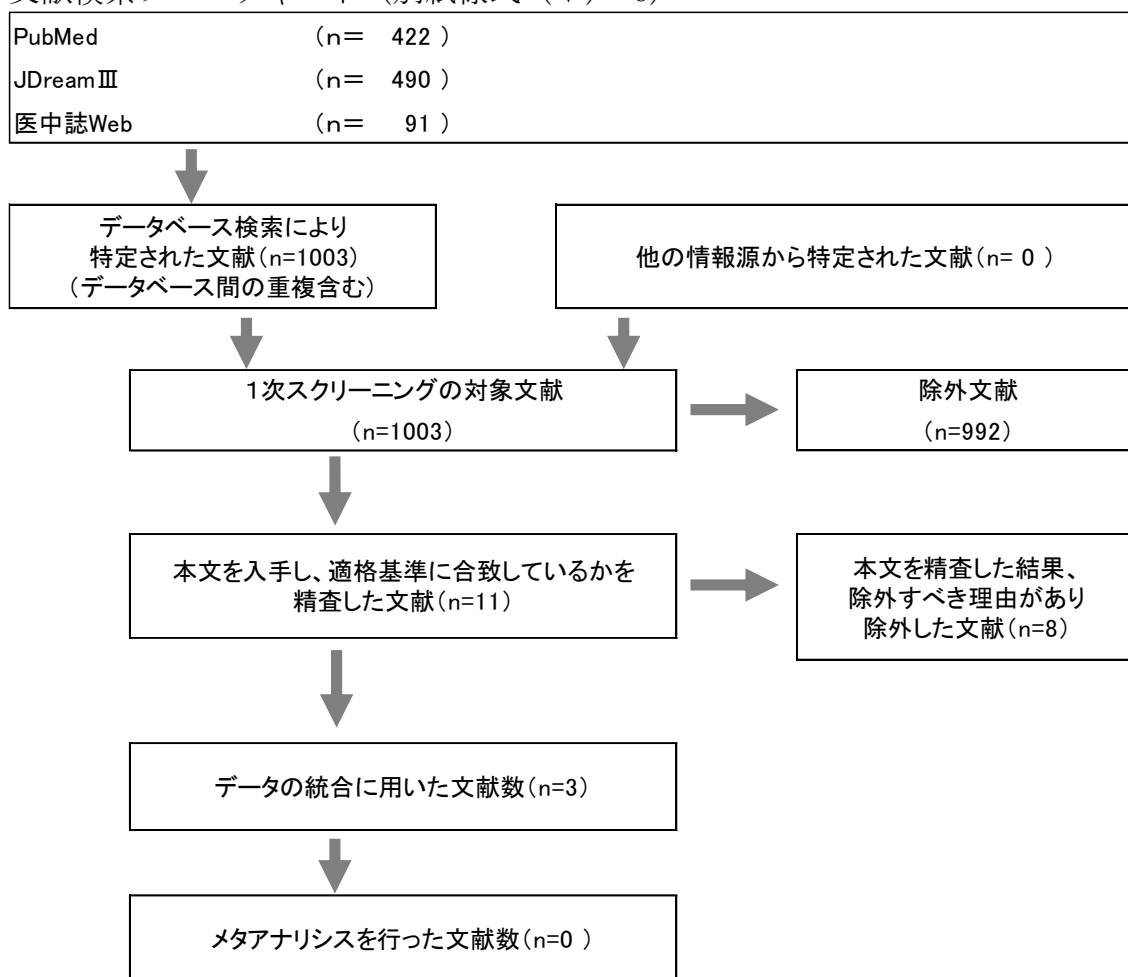 PubMed (n= 422 )
JDreamⅢ (n= 490 )
医中誌Web (n= 91 )
データベース検索により
特定された文献(n=1003)
(データベース間の重複含む)
他の情報源から特定された文献(n= 0 )
1次スクリーニングの対象文献
(n=1003)
除外文献
(n=992)
本文を入手し、適格基準に合致しているかを
精査した文献(n=11)
本文を精査した結果、
除外すべき理由があり
除外した文献(n=8)
データの統合に用いた文献数(n=3)
メタアナリシスを行った文献数(n=0 )